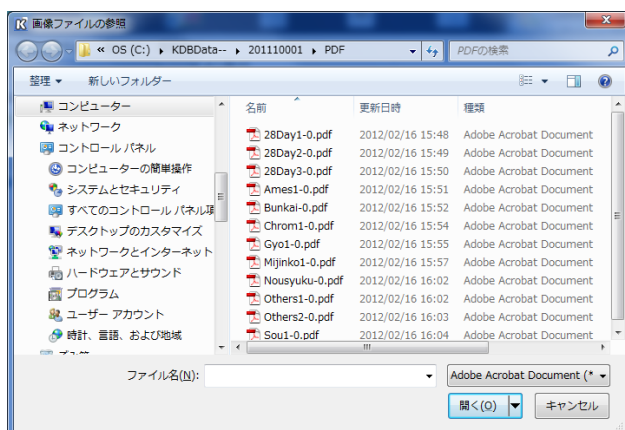 画像ファイルの参照
« OS (C:) ▸ KDBData-- ▸ 201110001 ▸ PDF
PDFの検索
整理 ▼ 新しいフォルダー
コンピューター
ネットワーク
コントロール パネル
コンピューターの簡単操作
システムとセキュリティ
すべてのコントロール パネル項
デスクトップのカスタマイズ
ネットワークとインターネット
ハードウェアとサウンド
プログラム
ユーザー アカウント
時計、言語、および地域
名前 更新日時 種類
28Day1-0.pdf 2012/02/16 15:48 Adobe Acrobat Document
28Day2-0.pdf 2012/02/16 15:49 Adobe Acrobat Document
28Day3-0.pdf 2012/02/16 15:50 Adobe Acrobat Document
Ames1-0.pdf 2012/02/16 15:51 Adobe Acrobat Document
Bunkai-0.pdf 2012/02/16 15:52 Adobe Acrobat Document
Chrom1-0.pdf 2012/02/16 15:54 Adobe Acrobat Document
Gyo1-0.pdf 2012/02/16 15:55 Adobe Acrobat Document
Mijinko1-0.pdf 2012/02/16 15:57 Adobe Acrobat Document
Nousyuku-0.pdf 2012/02/16 16:02 Adobe Acrobat Document
Others1-0.pdf 2012/02/16 16:02 Adobe Acrobat Document
Others2-0.pdf 2012/02/16 16:03 Adobe Acrobat Document
Sou1-0.pdf 2012/02/16 16:04 Adobe Acrobat Document
ファイル名(N):
Adobe Acrobat Document (*
開く(O) キャンセル